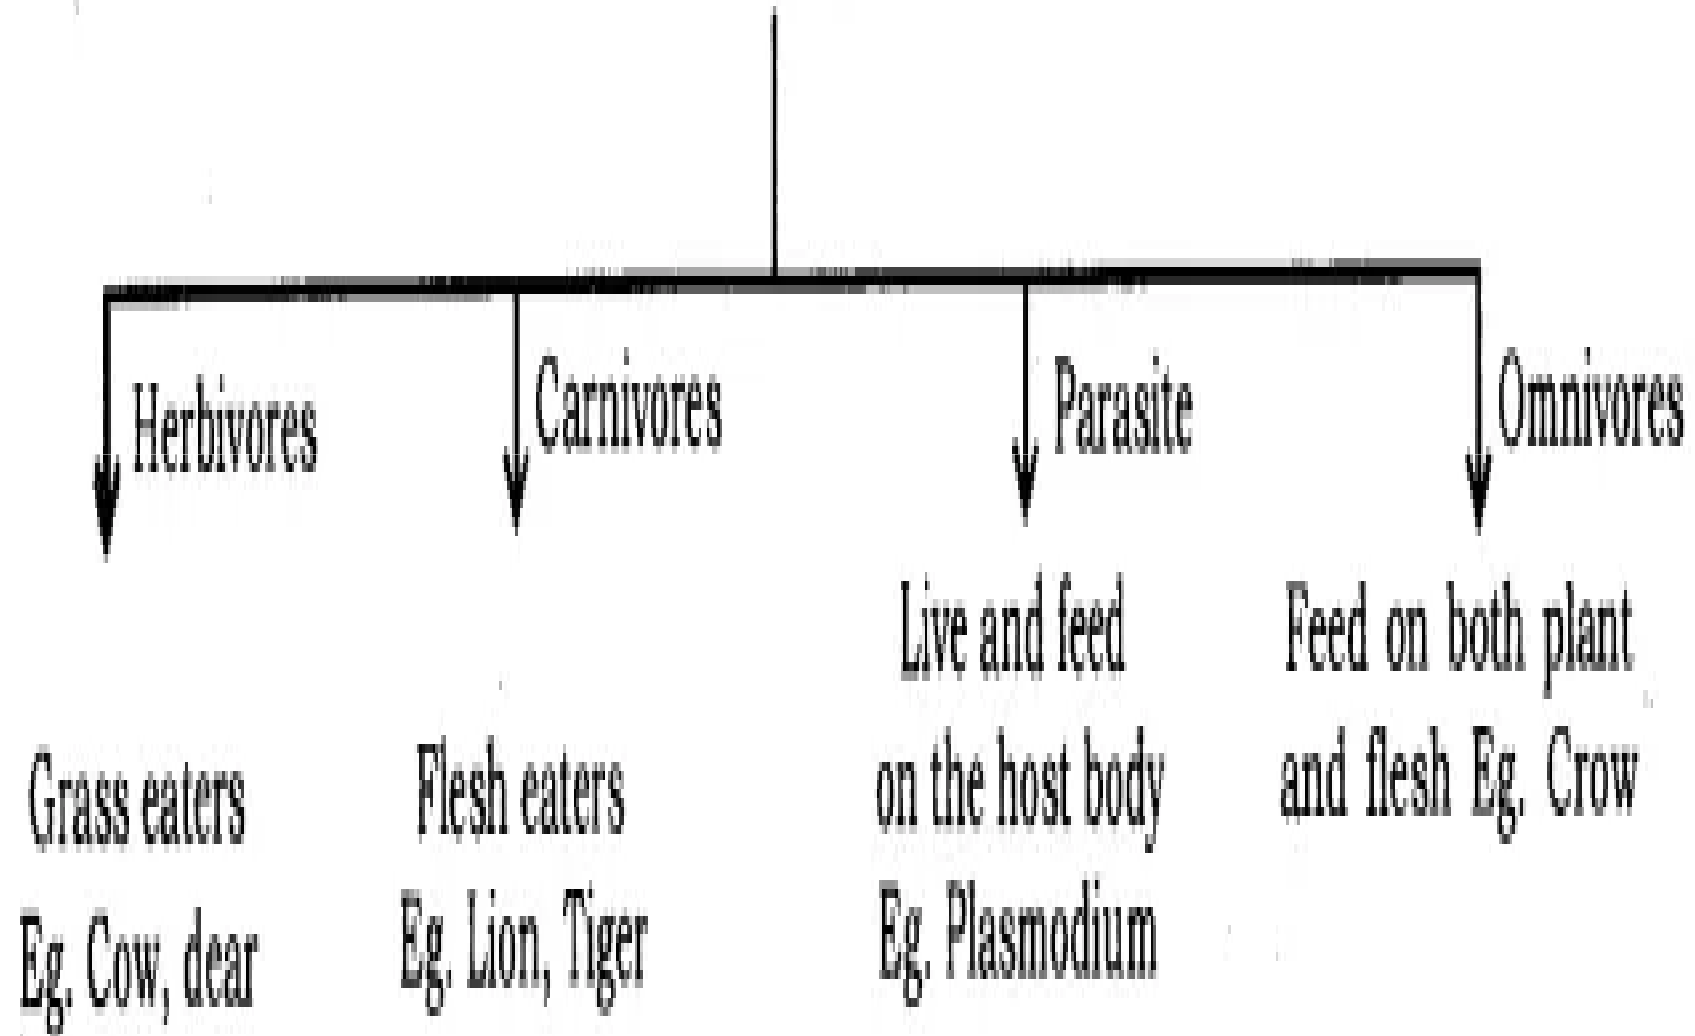 Herbivores
Carnivores
Parasite
Omnivores
Grass eaters
Eg. Cow, dear
Flesh eaters
Eg. Lion, Tiger
Live and feed
on the host body
Eg. Plasmodium
Feed on both plant
and flesh Eg. Crow